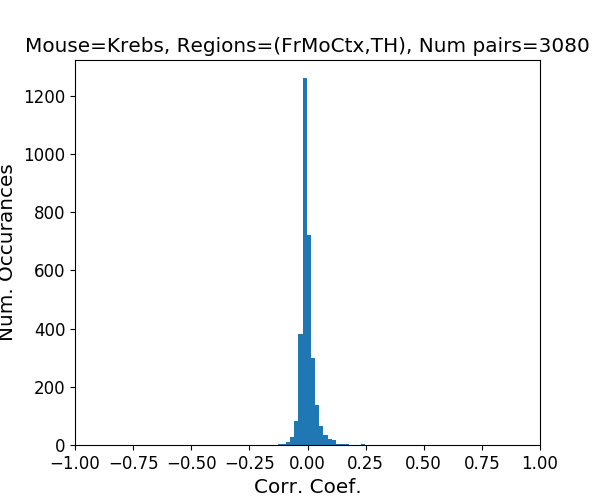 Mouse=Krebs, Regions=(FrMoCtx,TH), Num pairs=3080
Num. Occurances
1200
1000
800
600
400
200
0
−1.00 −0.75 −0.50 −0.25 0.00 0.25 0.50 0.75 1.00
Corr. Coef.